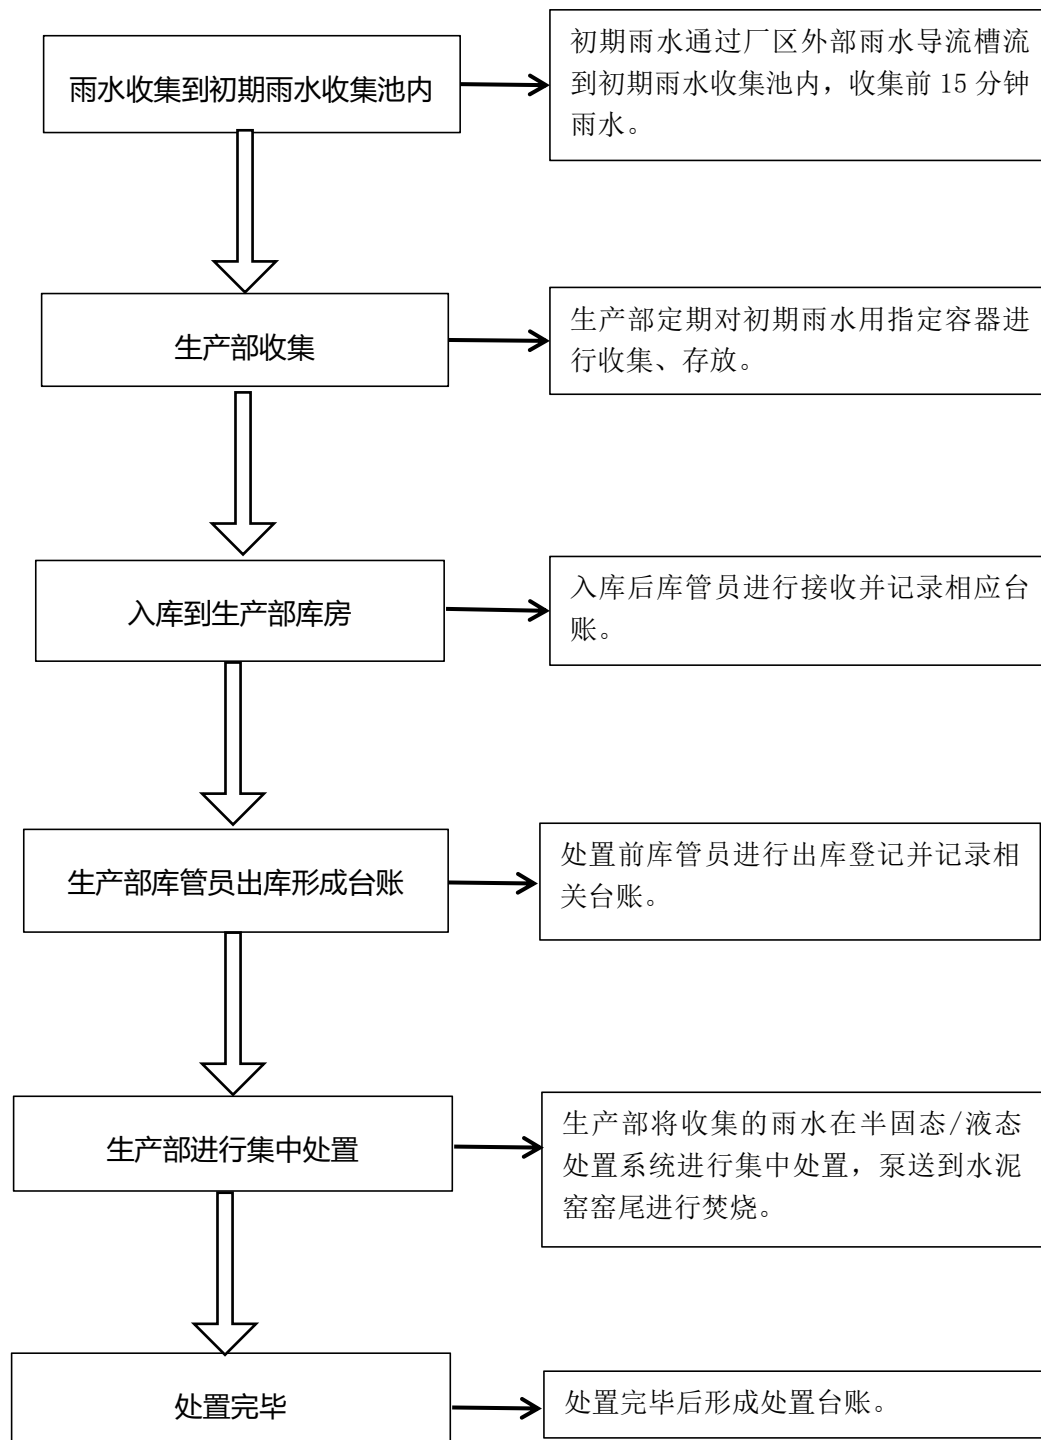 雨水收集到初期雨水收集池内
初期雨水通过厂区外部雨水导流槽流
到初期雨水收集池内，收集前 15 分钟
雨水。
生产部收集
生产部定期对初期雨水用指定容器进
行收集、存放。
入库到生产部库房
入库后库管员进行接收并记录相应台
账。
生产部库管员出库形成台账
处置前库管员进行出库登记并记录相
关台账。
生产部进行集中处置
生产部将收集的雨水在半固态/液态
处置系统进行集中处置，泵送到水泥
窑窑尾进行焚烧。
处置完毕
处置完毕后形成处置台账。